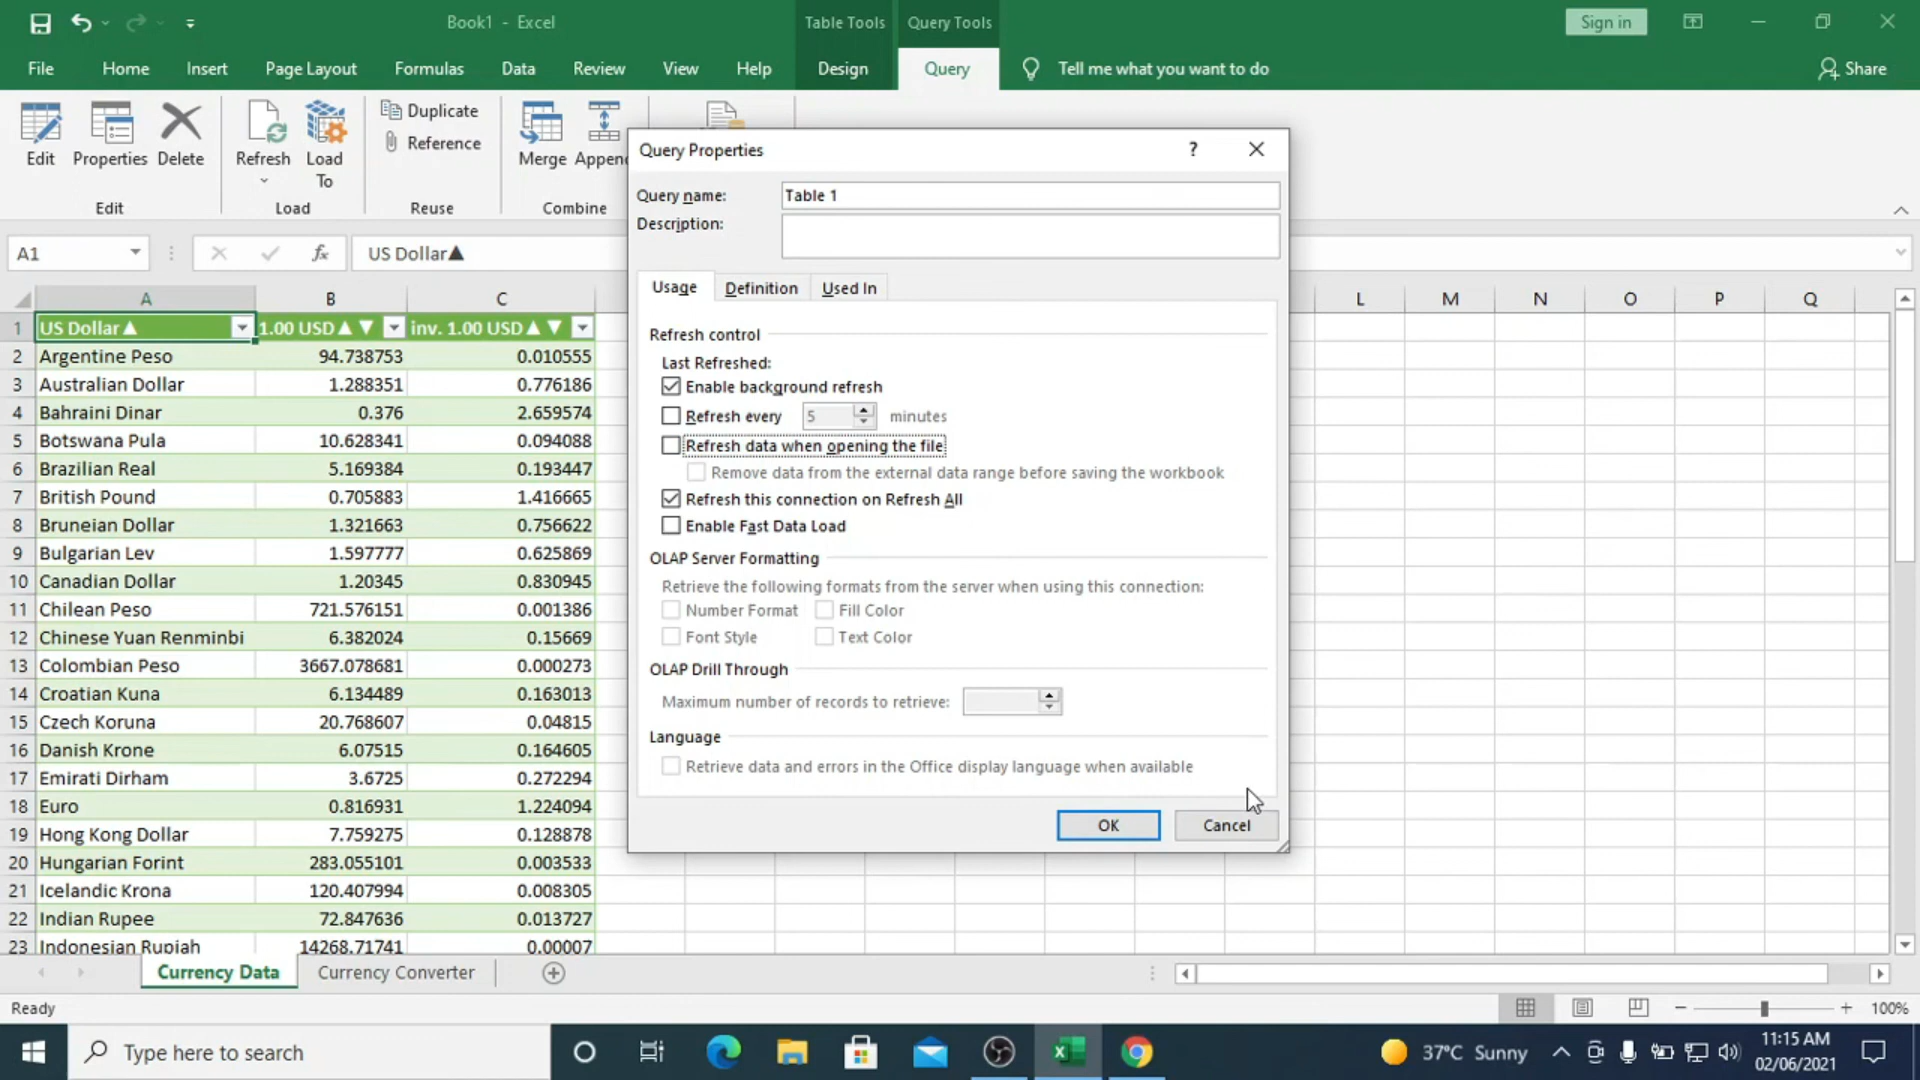 Book1 - Excel
Table Tools
Query Tools
Sign in
File
Home
Insert
Page Layout
Formulas
Data
Review
View
Help
Design
Query
Tell me what you want to do
Share
Edit
Properties
Delete
Refresh
Load To
Duplicate
Reference
Merge
Append
Edit
Load
Reuse
Combine
A1
fx
US Dollar▲
A B C L M N O P Q
1 US Dollar▲ 1.00 USD▲▼ inv. 1.00 USD▲▼
2 Argentine Peso 94.738753 0.010555
3 Australian Dollar 1.288351 0.776186
4 Bahraini Dinar 0.376 2.659574
5 Botswana Pula 10.628341 0.094088
6 Brazilian Real 5.169384 0.193447
7 British Pound 0.705883 1.416665
8 Bruneian Dollar 1.321663 0.756622
9 Bulgarian Lev 1.597777 0.625869
10 Canadian Dollar 1.20345 0.830945
11 Chilean Peso 721.576151 0.001386
12 Chinese Yuan Renminbi 6.382024 0.15669
13 Colombian Peso 3667.078681 0.000273
14 Croatian Kuna 6.134489 0.163013
15 Czech Koruna 20.768607 0.04815
16 Danish Krone 6.07515 0.164605
17 Emirati Dirham 3.6725 0.272294
18 Euro 0.816931 1.224094
19 Hong Kong Dollar 7.759275 0.128878
20 Hungarian Forint 283.055101 0.003533
21 Icelandic Krona 120.407994 0.008305
22 Indian Rupee 72.847636 0.013727
23 Indonesian Rupiah 14268.71741 0.00007
Query Properties
?
Query name: Table 1
Description:
Usage
Definition
Used In
Refresh control
Last Refreshed:
Enable background refresh
Refresh every 5 minutes
Refresh data when opening the file
Remove data from the external data range before saving the workbook
Refresh this connection on Refresh All
Enable Fast Data Load
OLAP Server Formatting
Retrieve the following formats from the server when using this connection:
Number Format
Fill Color
Font Style
Text Color
OLAP Drill Through
Maximum number of records to retrieve:
Language
Retrieve data and errors in the Office display language when available
OK
Cancel
Currency Data
Currency Converter
Ready
100%
Type here to search
37°C Sunny
11:15 AM
02/06/2021